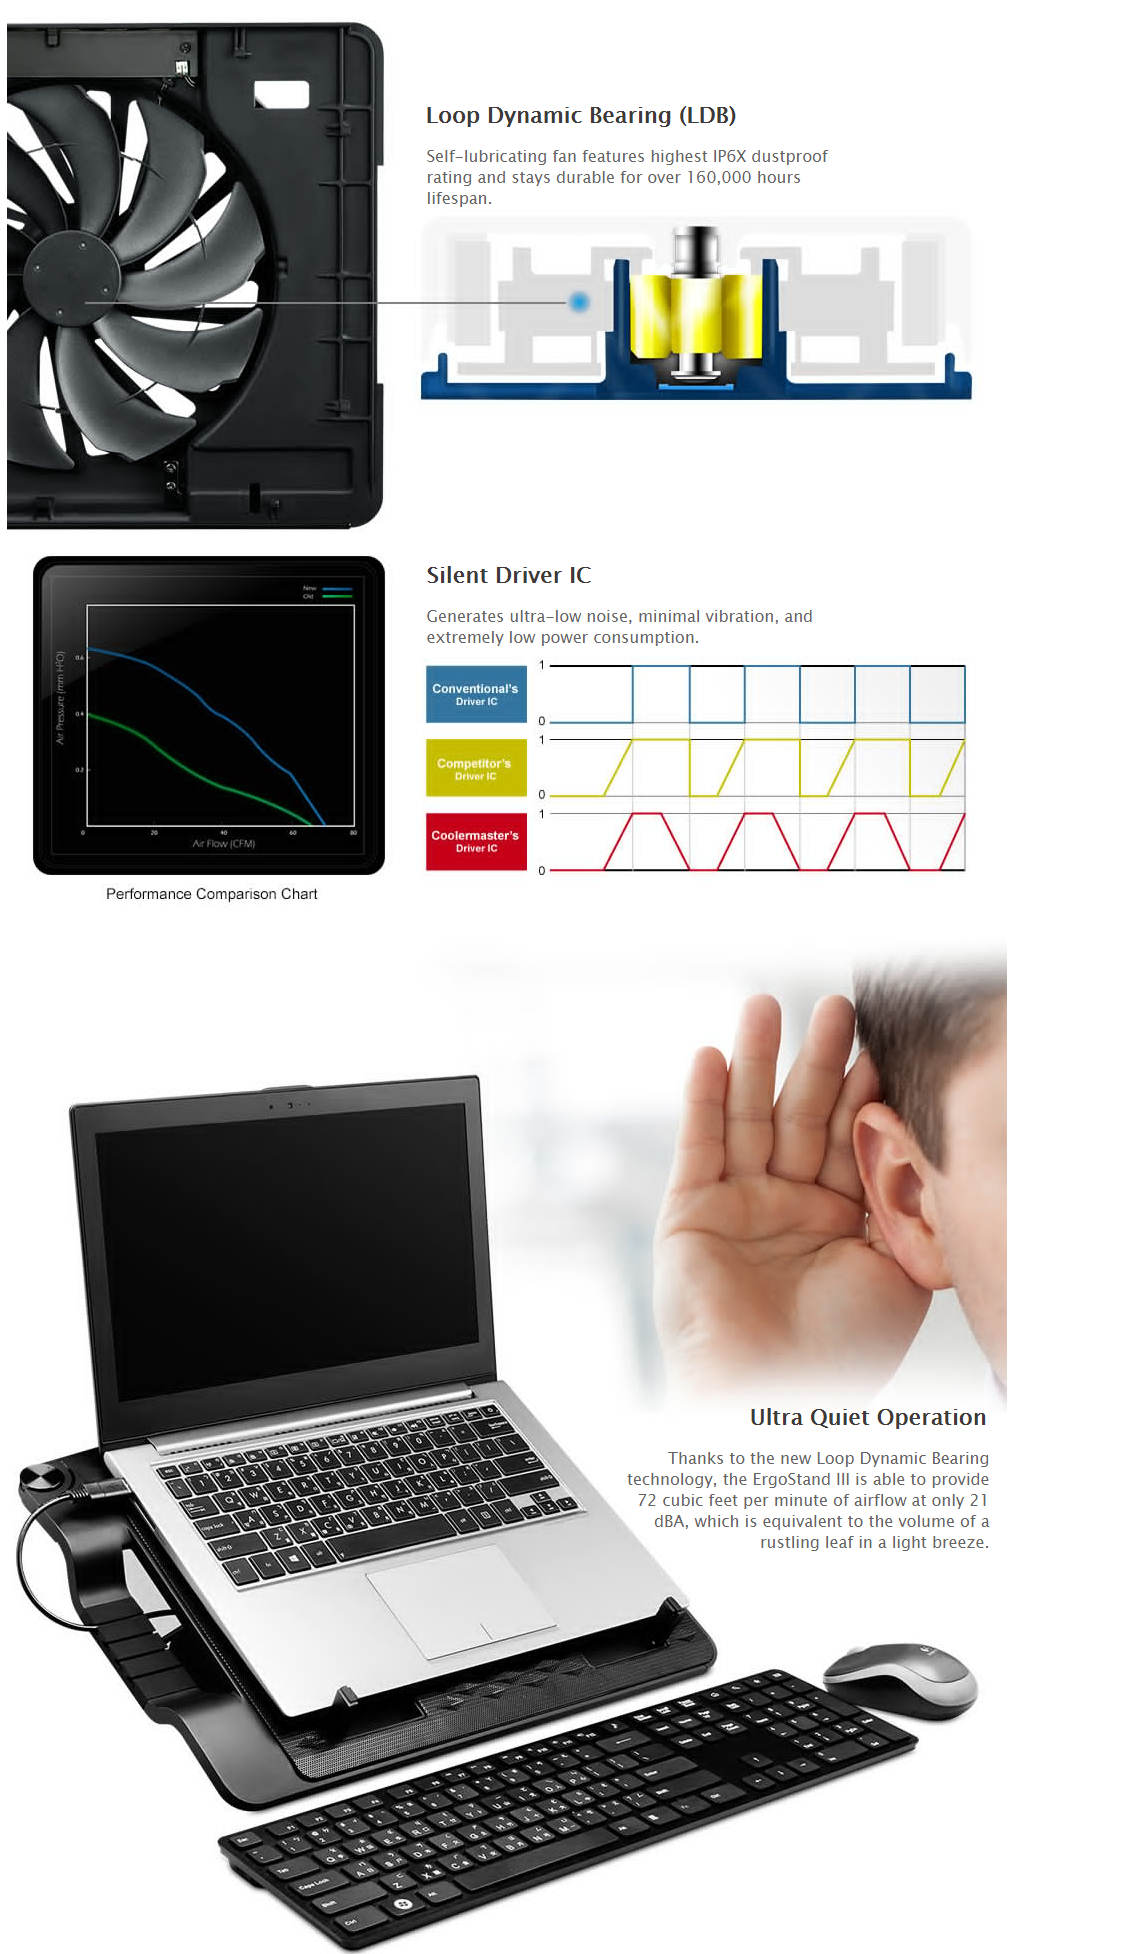 Loop Dynamic Bearing (LDB)
Self-lubricating fan features highest IP6X dustproof
rating and stays durable for over 160,000 hours
lifespan.
New
Old
Air Pressure (mm H²O)
0.6
0.4
0.2
0 20 40 60 80
Air Flow (CFM)
Performance Comparison Chart
Silent Driver IC
Generates ultra-low noise, minimal vibration, and
extremely low power consumption.
Conventional's
Driver IC
1
0
Competitor's
Driver IC
1
0
Coolermaster's
Driver IC
1
0
Ultra Quiet Operation
Thanks to the new Loop Dynamic Bearing
technology, the ErgoStand III is able to provide
72 cubic feet per minute of airflow at only 21
dBA, which is equivalent to the volume of a
rustling leaf in a light breeze.